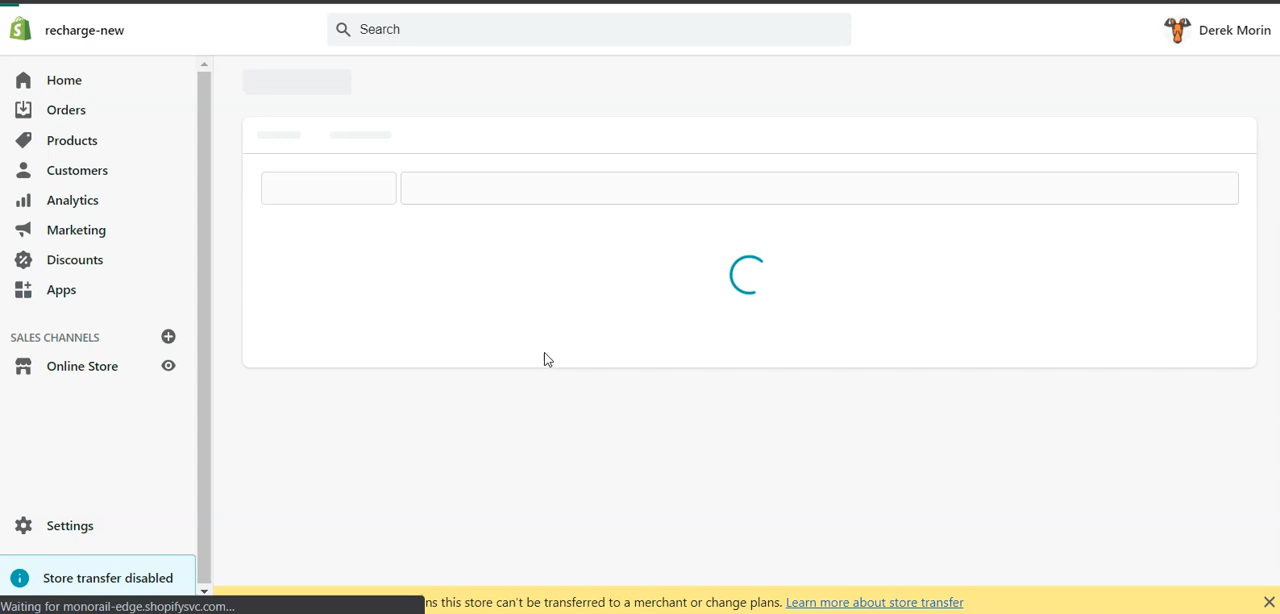 recharge-new
Search
Derek Morin
Home
Orders
Products
Customers
Analytics
Marketing
Discounts
Apps
SALES CHANNELS
Online Store
Settings
Store transfer disabled
Waiting for monorail-edge.shopifysvc.com...
this store can't be transferred to a merchant or change plans. Learn more about store transfer